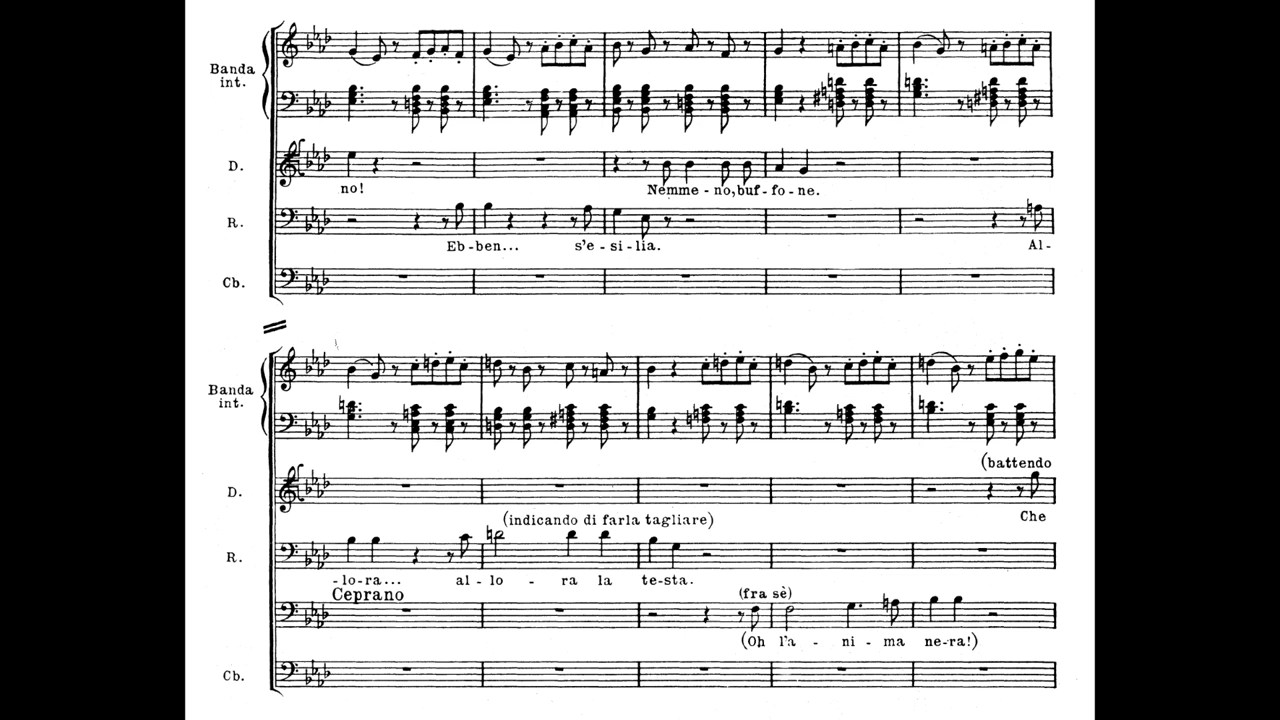 Banda
int.
D.
no! Nemme - no, buf - fo - ne.
R.
Eb - ben... s'e - si - lia. Al -
Cb.
Banda
int.
(battendo
D.
Che
(indicando di farla tagliare)
R.
- lo - ra... al - lo - ra la te - sta.
Ceprano
(fra sè)
(Oh l'a - ni - ma ne - ra!)
Cb.